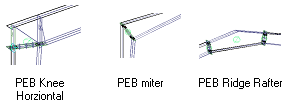 PEB Knee
Horziontal
PEB miter
PEB Ridge Rafter